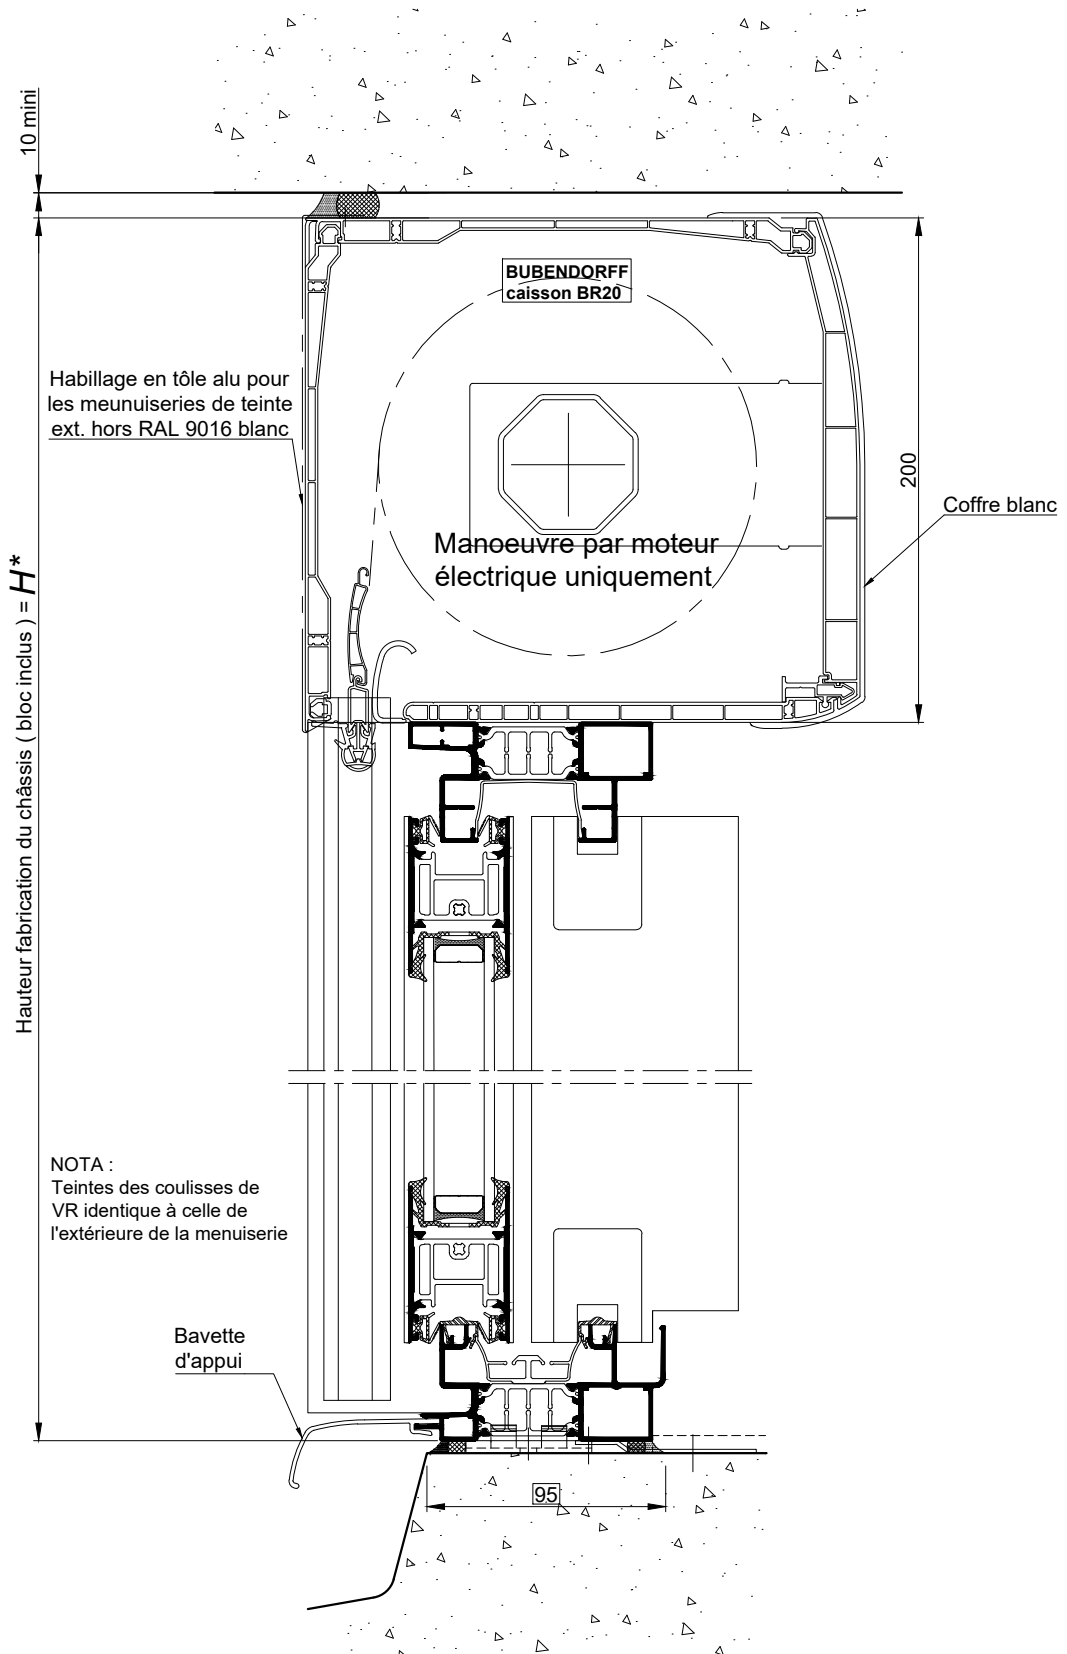 10 mini
BUBENDORFF
caisson BR20
Habillage en tôle alu pour
les meunuiseries de teinte
ext. hors RAL 9016 blanc
200
Coffre blanc
Manoeuvre par moteur
électrique uniquement
Hauteur fabrication du châssis ( bloc inclus ) = H*
NOTA :
Teintes des coulisses de
VR identique à celle de
l'extérieure de la menuiserie
Bavette
d'appui
95